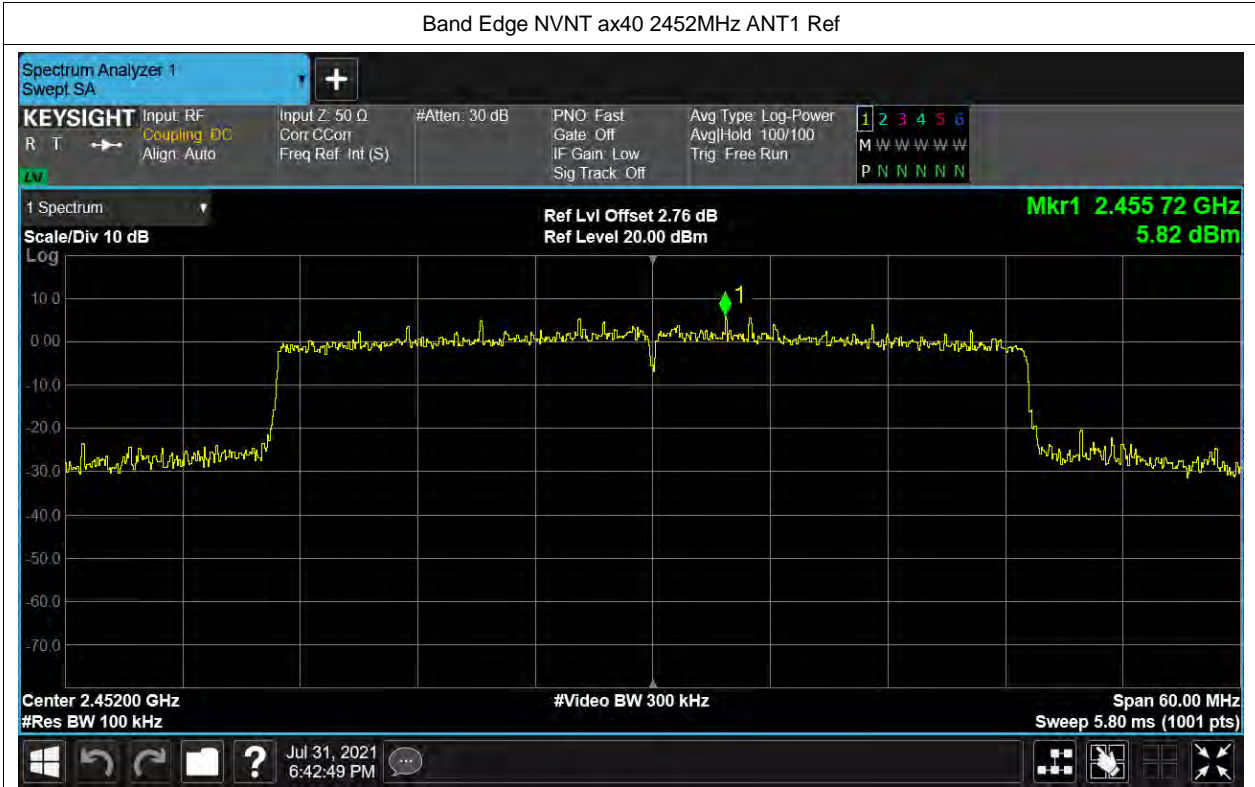 Band Edge NVNT ax40 2452MHz ANT1 Ref
Spectrum Analyzer 1
Swept SA
KEYSIGHT Input: RF Input Z: 50 Ω #Atten: 30 dB PNO: Fast Avg Type: Log-Power 1 2 3 4 5 6
R T Coupling: DC Corr CCorr Gate: Off Avg|Hold: 100/100 M W W W W W
Align: Auto Freq Ref: Int (S) IF Gain: Low Trig: Free Run
Sig Track: Off P N N N N N
1 Spectrum Ref Lvl Offset 2.76 dB Mkr1 2.455 72 GHz
Scale/Div 10 dB Ref Level 20.00 dBm 5.82 dBm
Log
1
10.0
0.00
-10.0
-20.0
-30.0
-40.0
-50.0
-60.0
-70.0
Center 2.45200 GHz #Video BW 300 kHz Span 60.00 MHz
#Res BW 100 kHz Sweep 5.80 ms (1001 pts)
Jul 31, 2021
6:42:49 PM